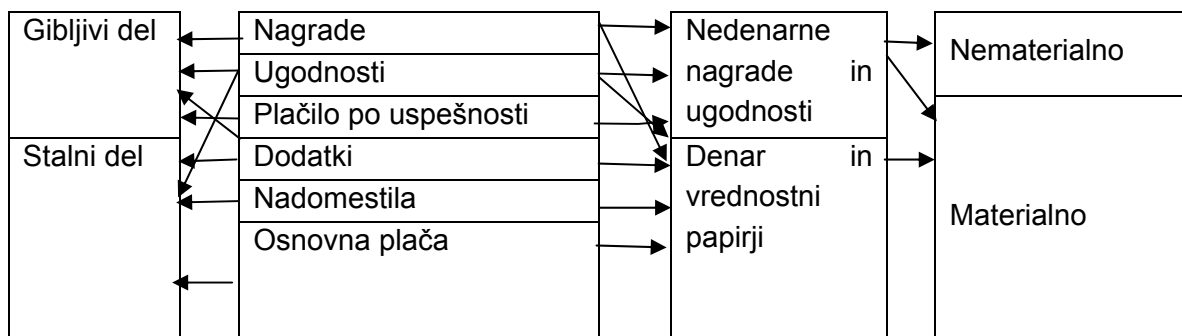 Gibljivi del
Stalni del
Nagrade
Ugodnosti
Plačilo po uspešnosti
Dodatki
Nadomestila
Osnovna plača
Nedenarne
nagrade in
ugodnosti
Denar in
vrednostni
papirji
Nematerialno
Materialno